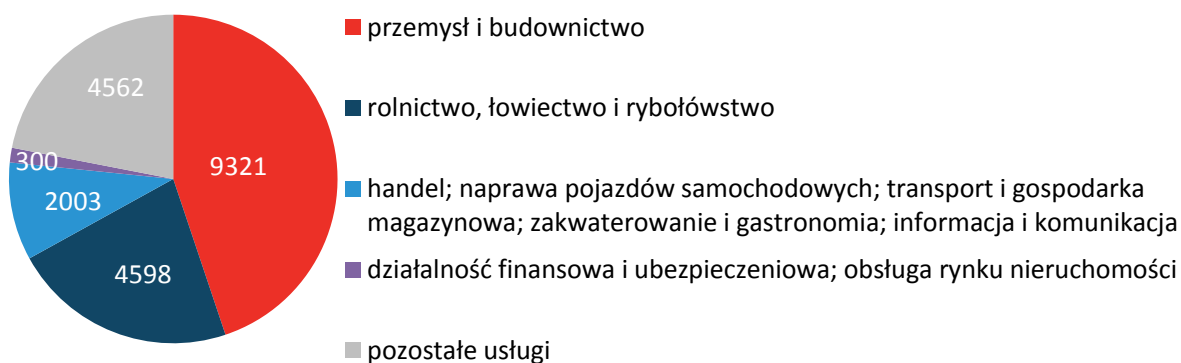 4562
300
2003
4598
9321
przemysł i budownictwo
rolnictwo, łowiectwo i rybołówstwo
handel; naprawa pojazdów samochodowych; transport i gospodarka
magazynowa; zakwaterowanie i gastronomia; informacja i komunikacja
działalność finansowa i ubezpieczeniowa; obsługa rynku nieruchomości
pozostałe usługi